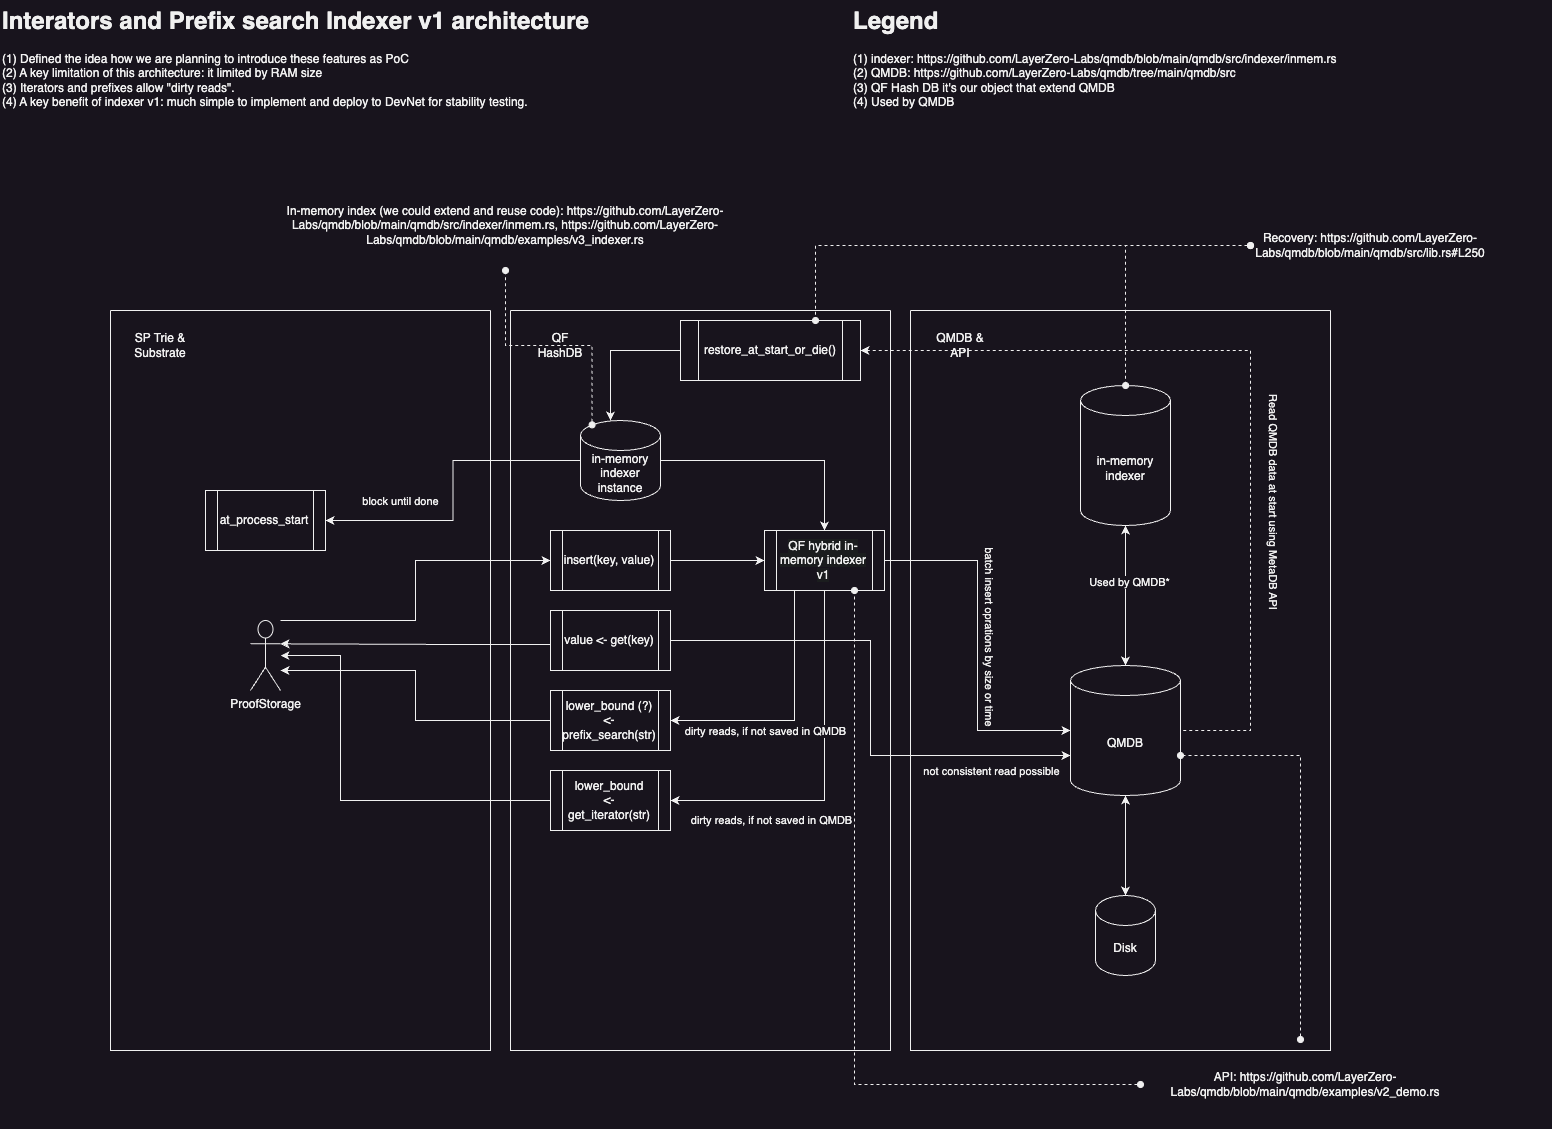 Interators and Prefix search Indexer v1 architecture
(1) Defined the idea how we are planning to introduce these features as PoC
(2) A key limitation of this architecture: it limited by RAM size
(3) Iterators and prefixes allow "dirty reads".
(4) A key benefit of indexer v1: much simple to implement and deploy to DevNet for stability testing.
Legend
(1) indexer: https://github.com/LayerZero-Labs/qmdb/blob/main/qmdb/src/indexer/inmem.rs
(2) QMDB: https://github.com/LayerZero-Labs/qmdb/tree/main/qmdb/src
(3) QF Hash DB it's our object that extend QMDB
(4) Used by QMDB
In-memory index (we could extend and reuse code): https://github.com/LayerZero-
Labs/qmdb/blob/main/qmdb/src/indexer/inmem.rs, https://github.com/LayerZero-
Labs/qmdb/blob/main/qmdb/examples/v3_indexer.rs
Recovery: https://github.com/LayerZero-
Labs/qmdb/blob/main/qmdb/src/lib.rs#L250
SP Trie &
Substrate
QF
HashDB
restore_at_start_or_die()
QMDB &
API
in-memory
indexer
instance
in-memory
indexer
Read QMDB data at start using MetaDB API
block until done
at_process_start
insert(key, value)
QF hybrid in-
memory indexer
v1
batch insert oprations by size or time
Used by QMDB*
value <- get(key)
ProofStorage
lower_bound (?)
<-
prefix_search(str)
dirty reads, if not saved in QMDB
QMDB
not consistent read possible
lower_bound
<-
get_iterator(str)
dirty reads, if not saved in QMDB
Disk
API: https://github.com/LayerZero-
Labs/qmdb/blob/main/qmdb/examples/v2_demo.rs